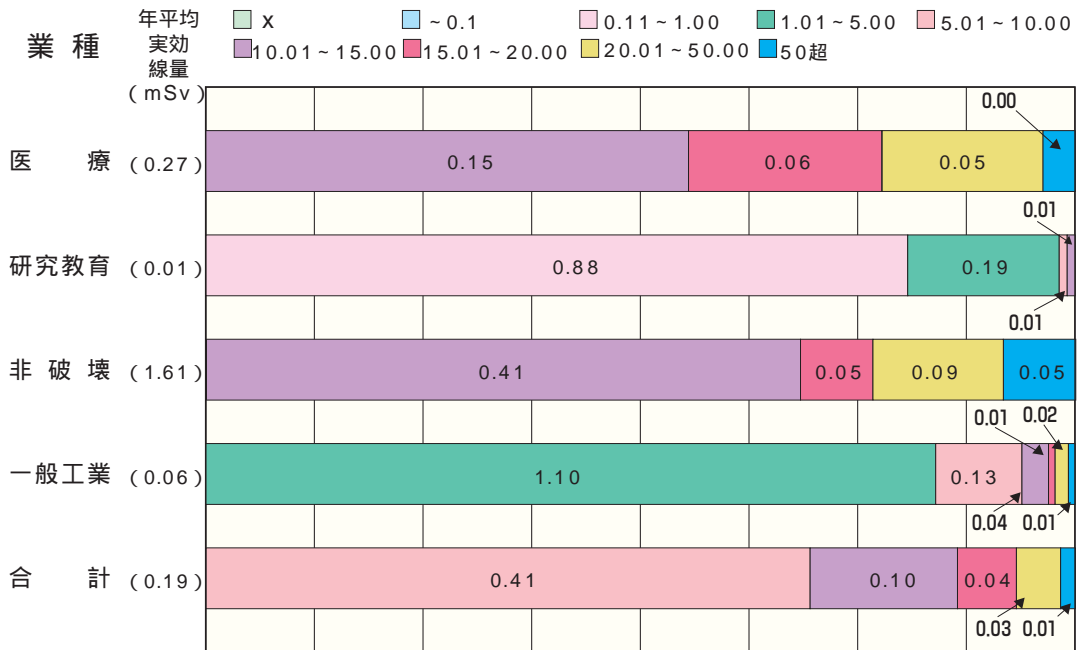 業種
年平均
実効
線量
(mSv)
X ~0.1 0.11~1.00 1.01~5.00 5.01~10.00
10.01~15.00 15.01~20.00 20.01~50.00 50超
0.00
医療 (0.27) 0.15 0.06 0.05
0.01
研究教育 (0.01) 0.88 0.19
0.01
非破壊 (1.61) 0.41 0.05 0.09 0.05
0.01 0.02
一般工業 (0.06) 1.10 0.13
0.04 0.01
合計 (0.19) 0.41 0.10 0.04
0.03 0.01